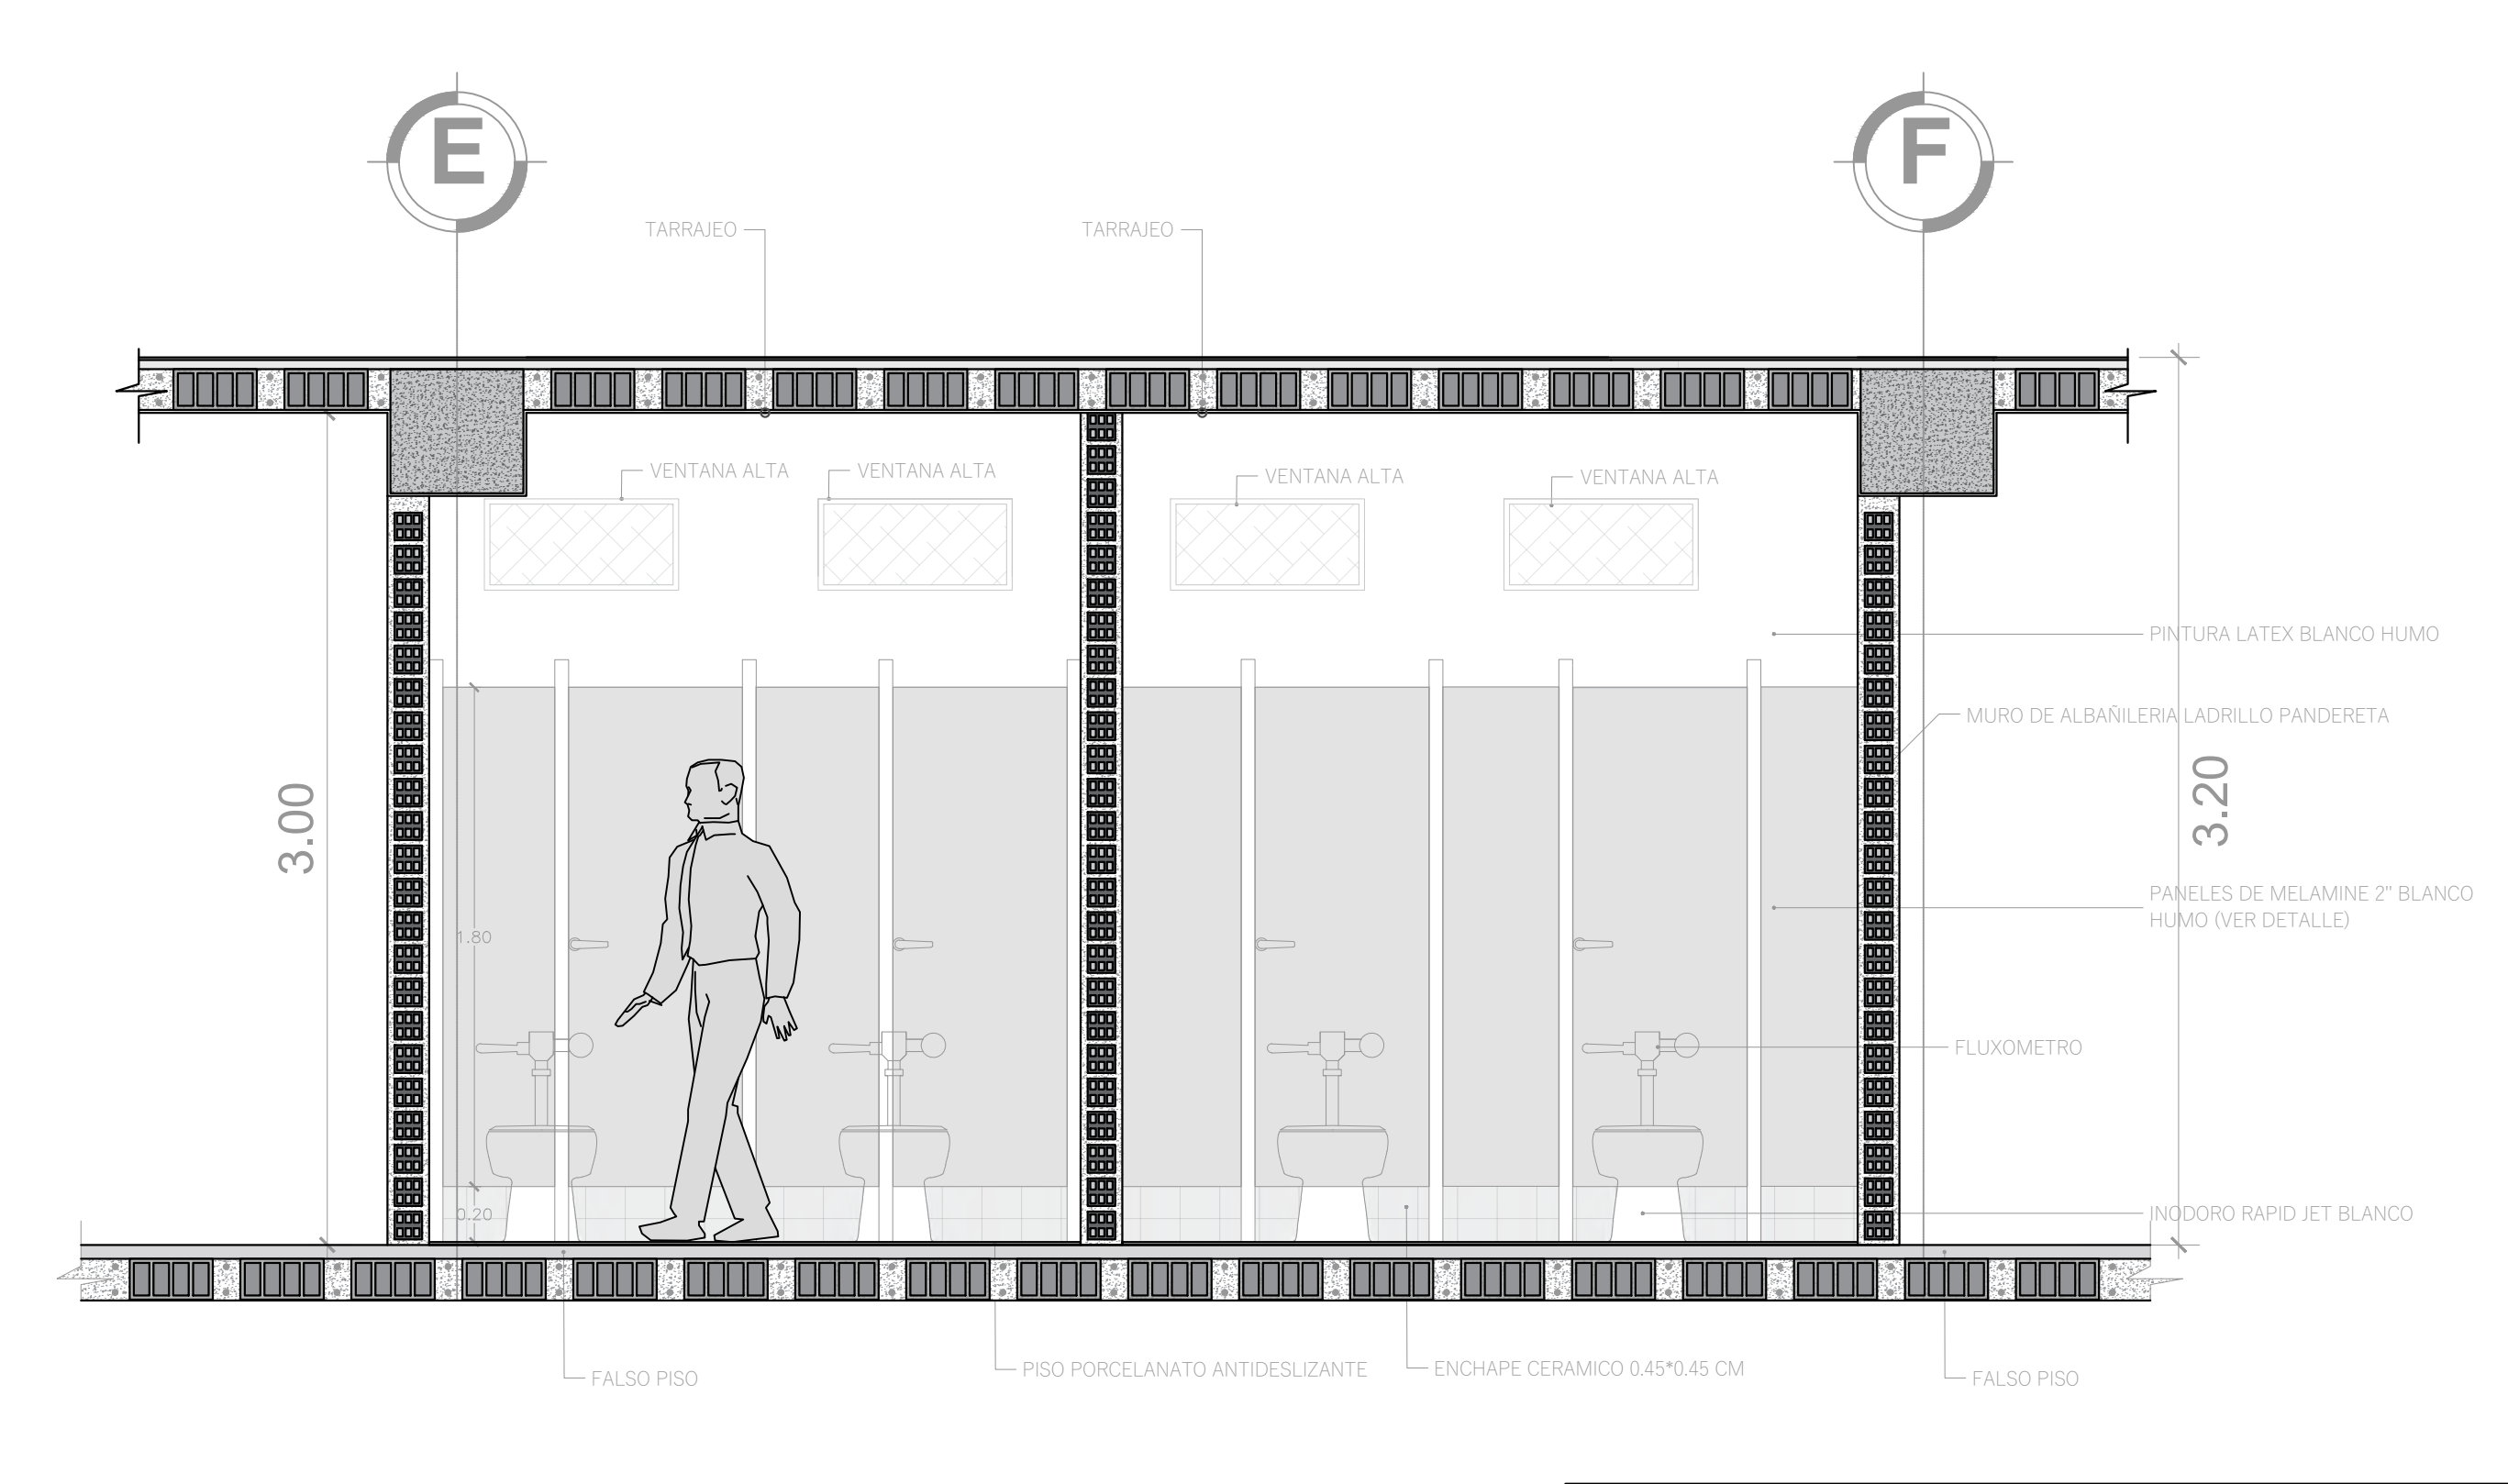 E
F
TARRAJEO
TARRAJEO
VENTANA ALTA
VENTANA ALTA
VENTANA ALTA
VENTANA ALTA
PINTURA LATEX BLANCO HUMO
MURO DE ALBAÑILERIA LADRILLO PANDERETA
3.00
3.20
PANELES DE MELAMINE 2" BLANCO
HUMO (VER DETALLE)
1.80
FLUXOMETRO
0.20
INODORO RAPID JET BLANCO
FALSO PISO
PISO PORCELANATO ANTIDESLIZANTE
ENCHAPE CERAMICO 0.45*0.45 CM
FALSO PISO